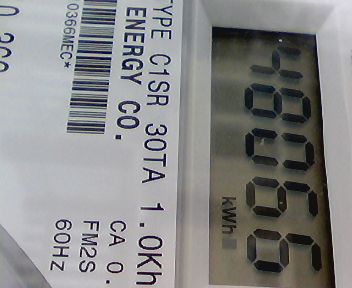 48066
kWh
TYPE C1SR 30TA 1.0Kh
ENERGY CO.
CA 0.
FM2S
60Hz
0366MEC*